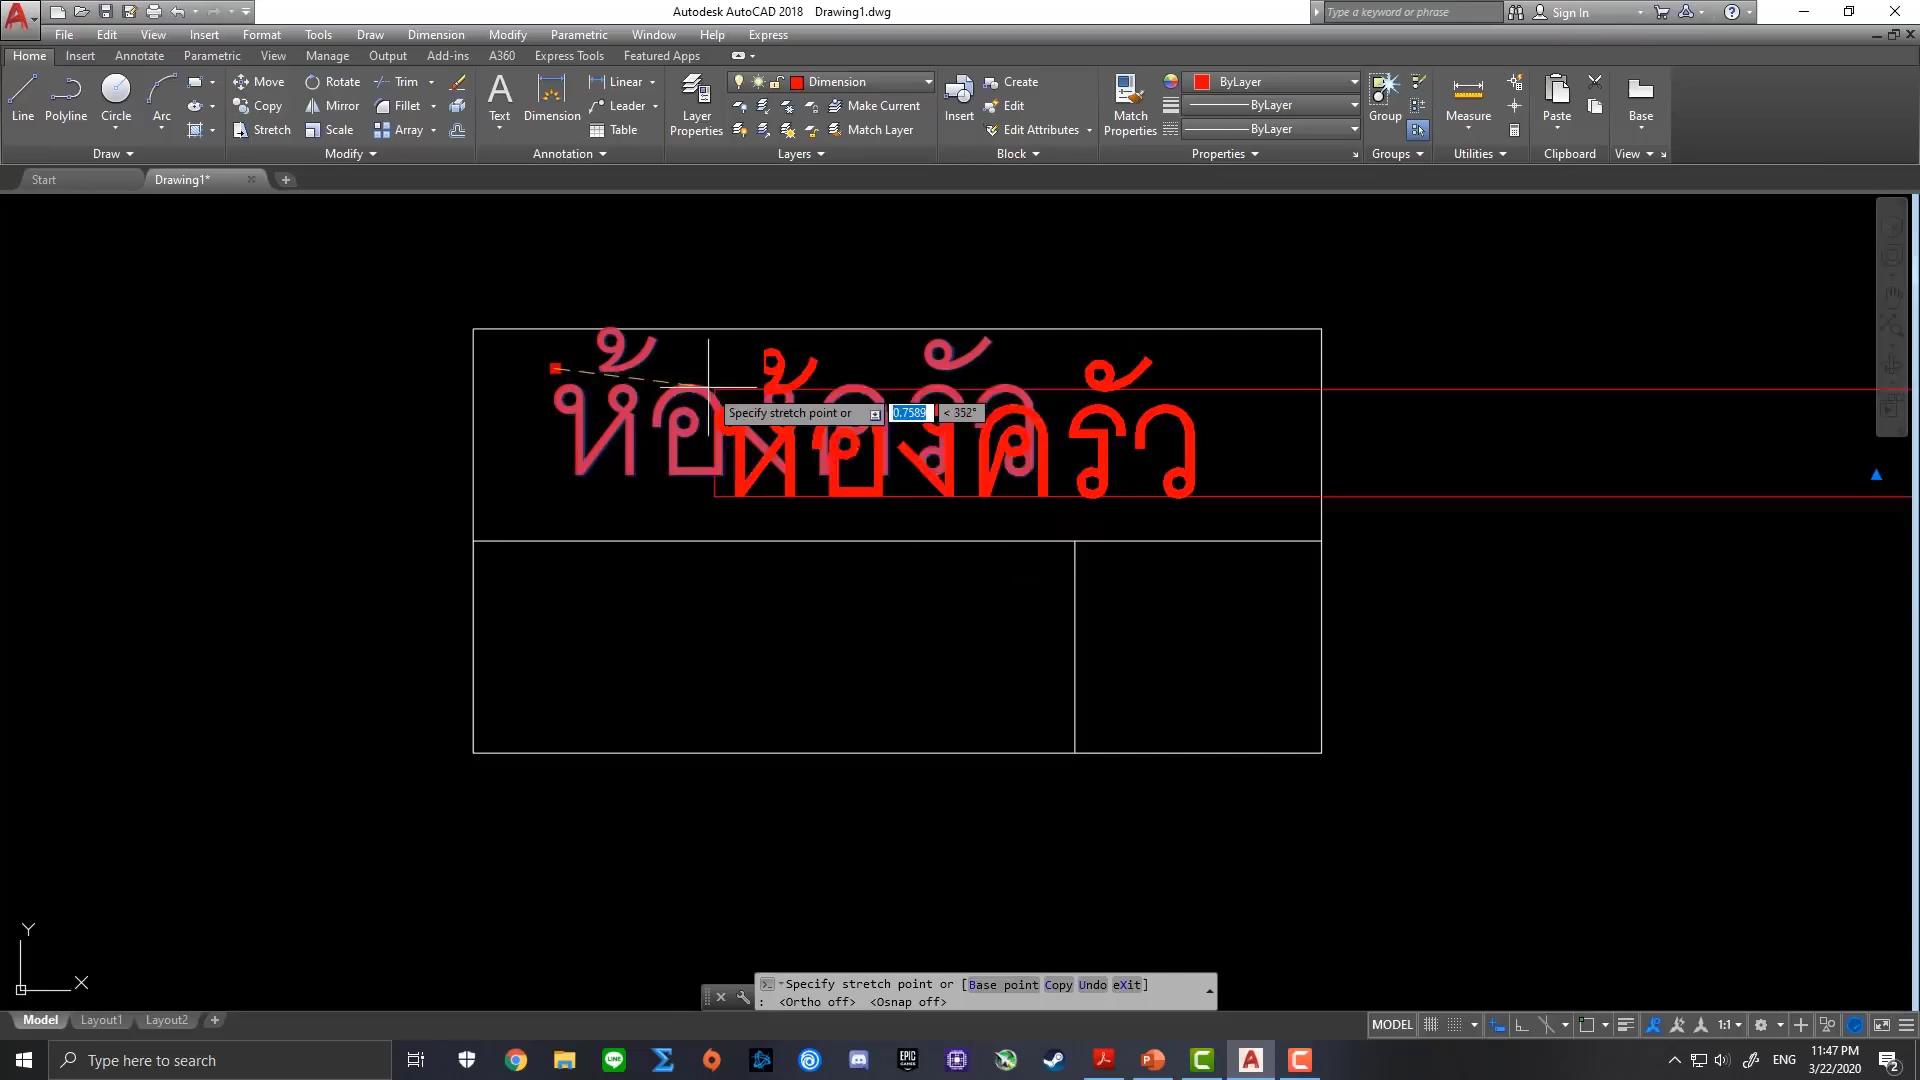 Autodesk AutoCAD 2018 Drawing1.dwg
Type a keyword or phrase
Sign In
File Edit View Insert Format Tools Draw Dimension Modify Parametric Window Help Express
Home Insert Annotate Parametric View Manage Output Add-ins A360 Express Tools Featured Apps
Line Polyline Circle Arc
Draw
Move Rotate Trim
Copy Mirror Fillet
Stretch Scale Array
Modify
Text Dimension
Linear
Leader
Table
Annotation
Layer Properties
Dimension
Make Current
Match Layer
Layers
Insert
Create
Edit
Edit Attributes
Block
Match Properties
ByLayer
ByLayer
ByLayer
Properties
Group
Groups
Measure
Utilities
Paste
Clipboard
Base
View
Start Drawing1*
ห้องครัว
ห้องครัว
Specify stretch point or 0.7589 < 352°
Y
X
Specify stretch point or [Base point Copy Undo eXit]
: <Ortho off> <Osnap off>
Model Layout1 Layout2
MODEL 1:1
Type here to search
EPIC GAMES
ENG
11:47 PM
3/22/2020
2